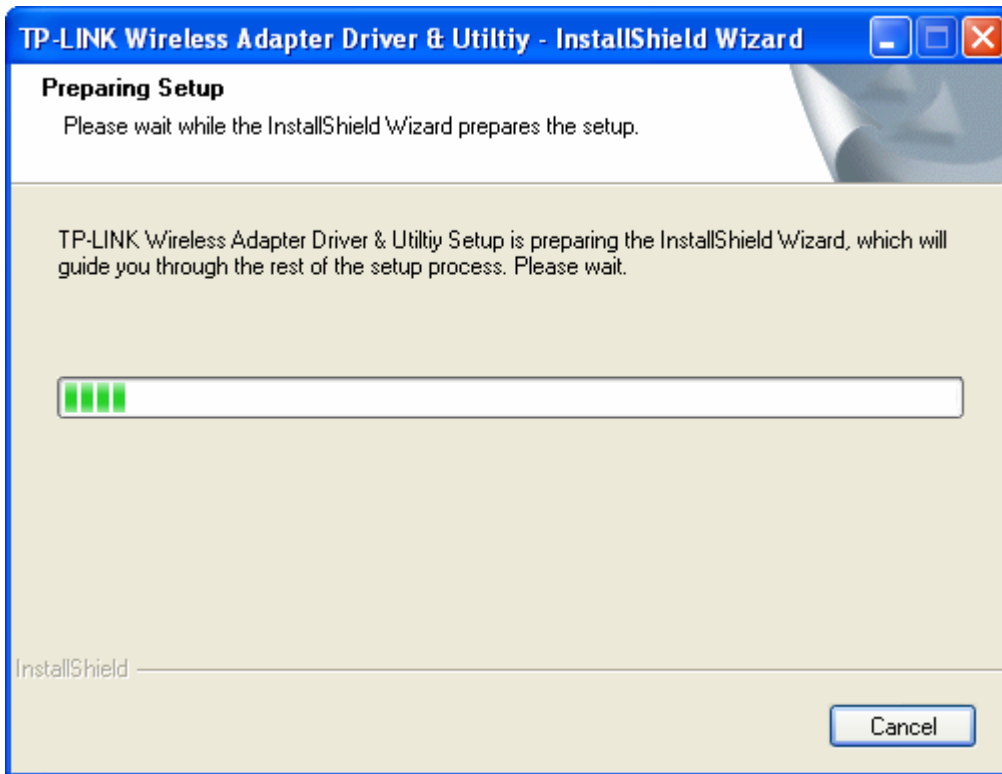 TP-LINK Wireless Adapter Driver & Utiltiy - InstallShield Wizard
Preparing Setup
Please wait while the InstallShield Wizard prepares the setup.
TP-LINK Wireless Adapter Driver & Utiltiy Setup is preparing the InstallShield Wizard, which will
guide you through the rest of the setup process. Please wait.
InstallShield
Cancel